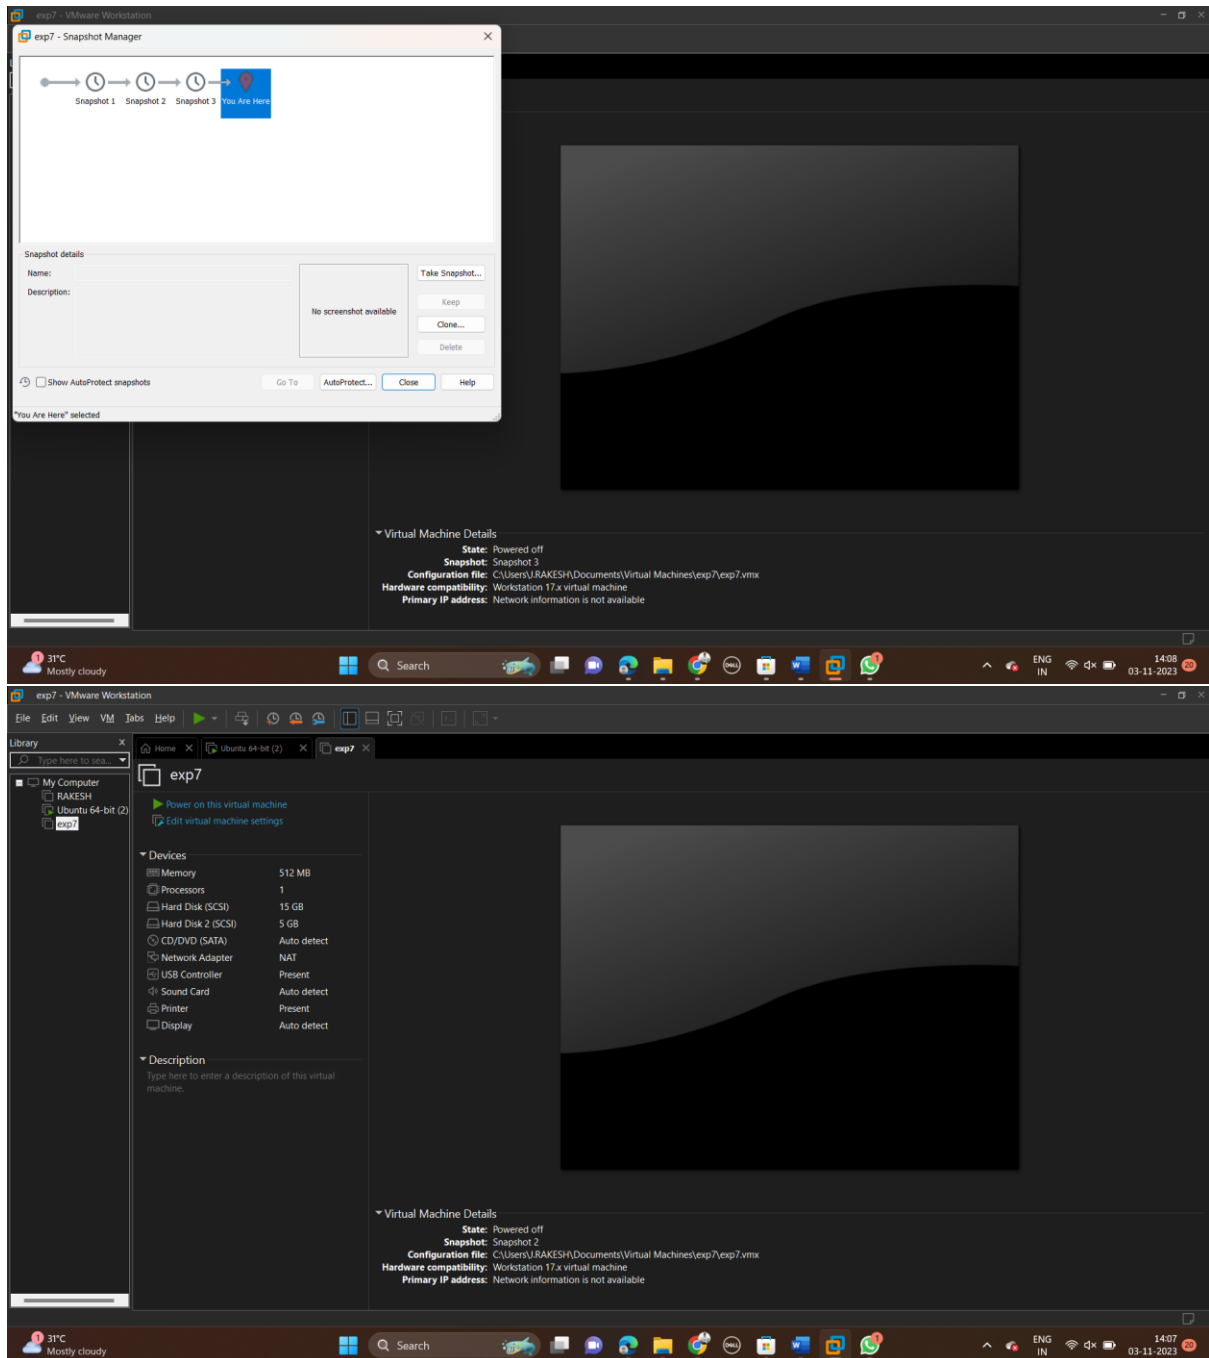 exp7 - VMware Workstation
exp7 - Snapshot Manager
Snapshot 1 Snapshot 2 Snapshot 3 You Are Here
Snapshot details
Name:
Take Snapshot...
Description:
Keep
No screenshot available
Clone...
Delete
Show AutoProtect snapshots
Go To AutoProtect... Close Help
"You Are Here" selected
Virtual Machine Details
State: Powered off
Snapshot: Snapshot 3
Configuration file: C:\Users\J.RAKESH\Documents\Virtual Machines\exp7\exp7.vmx
Hardware compatibility: Workstation 17.x virtual machine
Primary IP address: Network information is not available
1
31°C
Mostly cloudy
Search
DELL
1
ENG
IN
14:08
03-11-2023
20
exp7 - VMware Workstation
File Edit View VM Tabs Help
Library
Type here to sea...
My Computer
RAKESH
Ubuntu 64-bit (2)
exp7
Home Ubuntu 64-bit (2) exp7
exp7
Power on this virtual machine
Edit virtual machine settings
Devices
Memory 512 MB
Processors 1
Hard Disk (SCSI) 15 GB
Hard Disk 2 (SCSI) 5 GB
CD/DVD (SATA) Auto detect
Network Adapter NAT
USB Controller Present
Sound Card Auto detect
Printer Present
Display Auto detect
Description
Type here to enter a description of this virtual
machine.
Virtual Machine Details
State: Powered off
Snapshot: Snapshot 2
Configuration file: C:\Users\J.RAKESH\Documents\Virtual Machines\exp7\exp7.vmx
Hardware compatibility: Workstation 17.x virtual machine
Primary IP address: Network information is not available
1
31°C
Mostly cloudy
Search
DELL
1
ENG
IN
14:07
03-11-2023
20